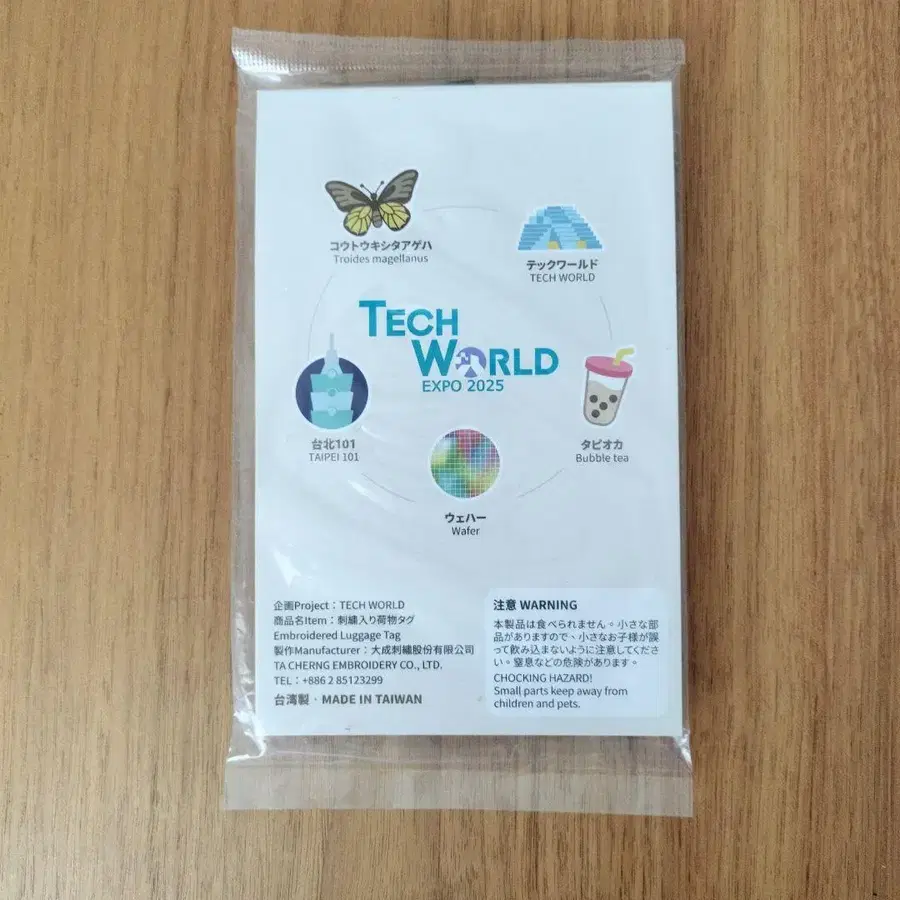 コウトウキシタアゲハ
Troides magellanus
テックワールド
TECH WORLD
TECH
WORLD
EXPO 2025
台北101
TAIPEI 101
タピオカ
Bubble tea
ウェハー
Wafer
企画Project：TECH WORLD
商品名Item：刺繍入り荷物タグ
Embroidered Luggage Tag
製作Manufacturer：大成刺繡股份有限公司
TA CHERNG EMBROIDERY CO., LTD.
TEL：+886 2 85123299
台湾製・MADE IN TAIWAN
注意 WARNING
本製品は食べられません。小さな部
品がありますので、小さなお子様が誤
って飲み込まないように注意してくださ
い。窒息などの危険があります。
CHOCKING HAZARD!
Small parts keep away from
children and pets.